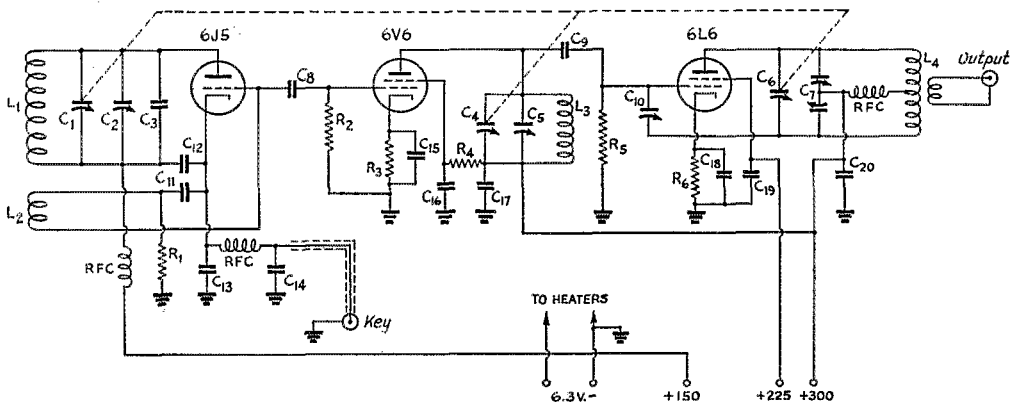 6J5
6V6
6L6
L1
C1
C2
C3
C12
C11
L2
RFC
R1
C13
RFC
C14
Key
C8
R2
R3
C15
C16
R4
C4
C17
C5
L3
C9
R5
C10
R6
C18
C19
C6
C7
RFC
C20
L4
Output
TO HEATERS
6.3V.~
+150
+225
+300